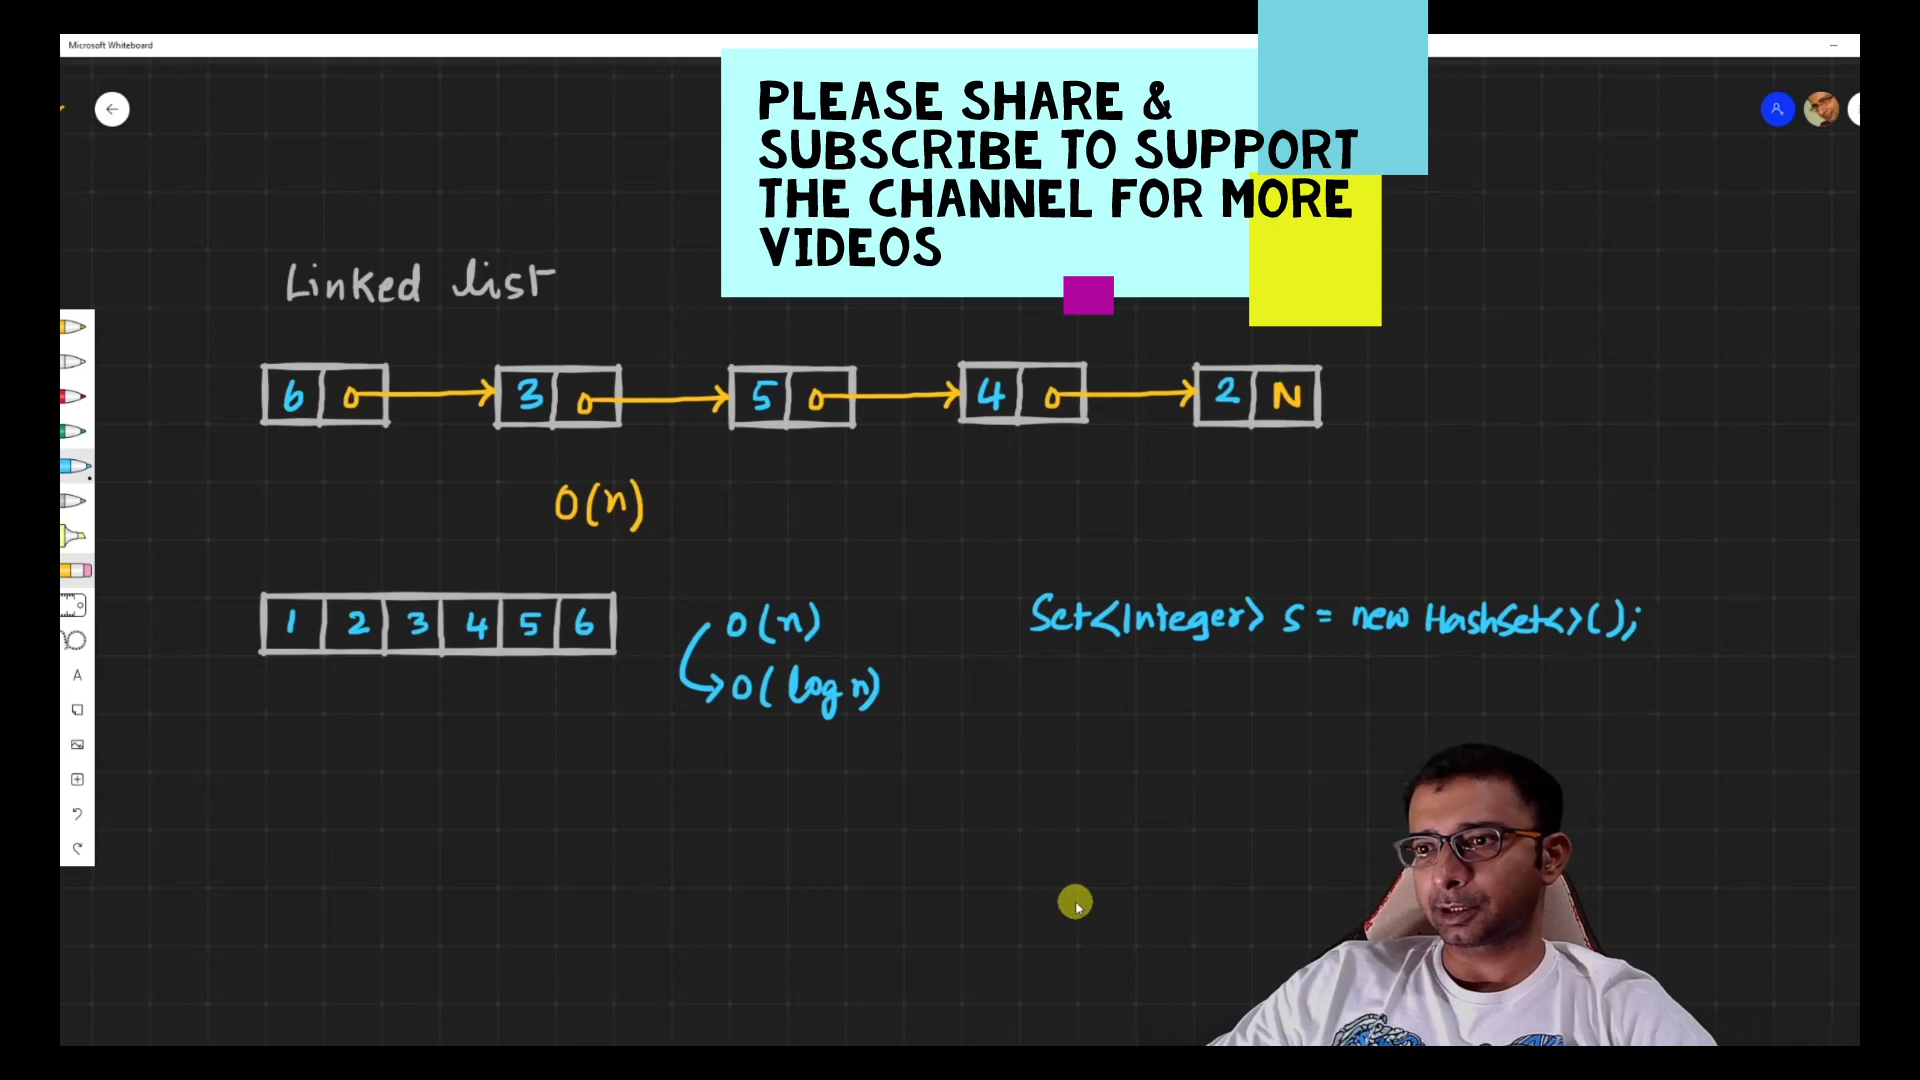 Microsoft Whiteboard
PLEASE SHARE &
SUBSCRIBE TO SUPPORT
THE CHANNEL FOR MORE
VIDEOS
Linked list
6 0 3 0 5 0 4 0 2 N
O(n)
1 2 3 4 5 6
O(n)
O(log n)
Set<Integer> s = new HashSet<>();
A